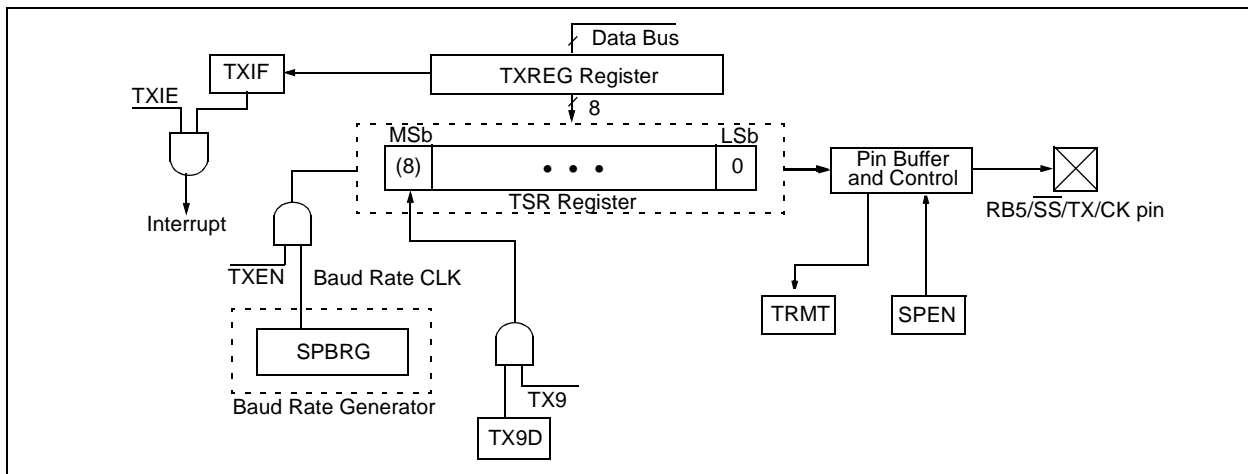 Data Bus
TXIF
TXREG Register
TXIE
8
MSb
LSb
(8)
• • •
0
Pin Buffer
and Control
TSR Register
Interrupt
RB5/SS/TX/CK pin
TXEN
Baud Rate CLK
TRMT
SPEN
SPBRG
TX9
Baud Rate Generator
TX9D